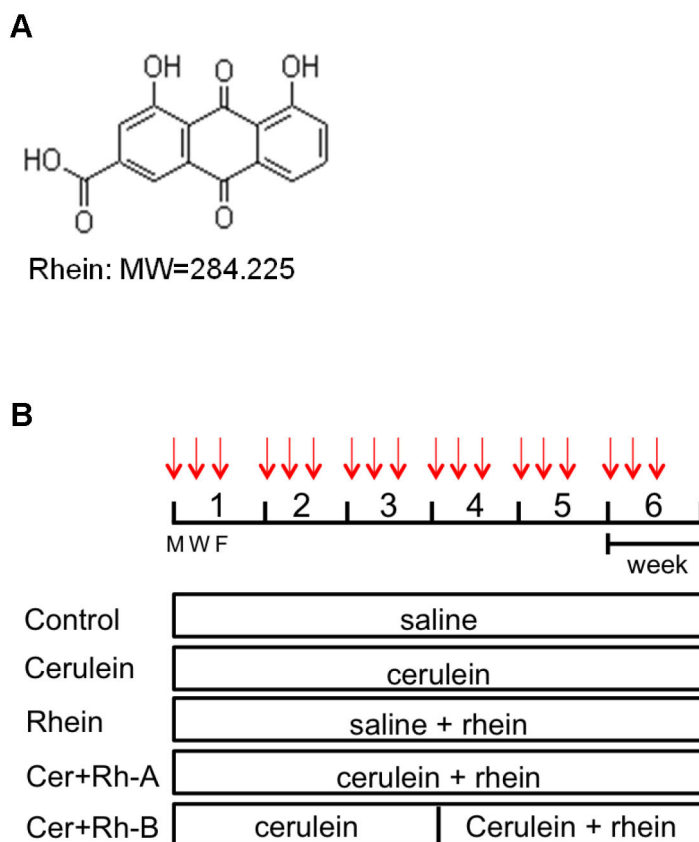 A
OH O OH
HO
O O
Rhein: MW=284.225
B
1 2 3 4 5 6
M W F
week
Control saline
Cerulein cerulein
Rhein saline + rhein
Cer+Rh-A cerulein + rhein
Cer+Rh-B cerulein Cerulein + rhein